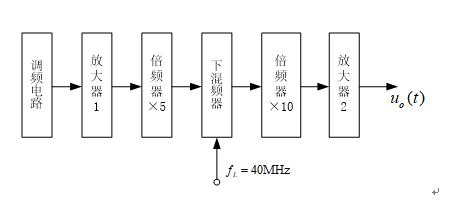 调频电路
放大器
1
倍频器
×5
下混频器
倍频器
×10
放大器
2
u_o(t)
f_L = 40MHz